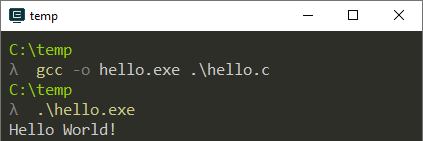 temp
C:\temp
λ  gcc -o hello.exe .\hello.c
C:\temp
λ  .\hello.exe
Hello World!